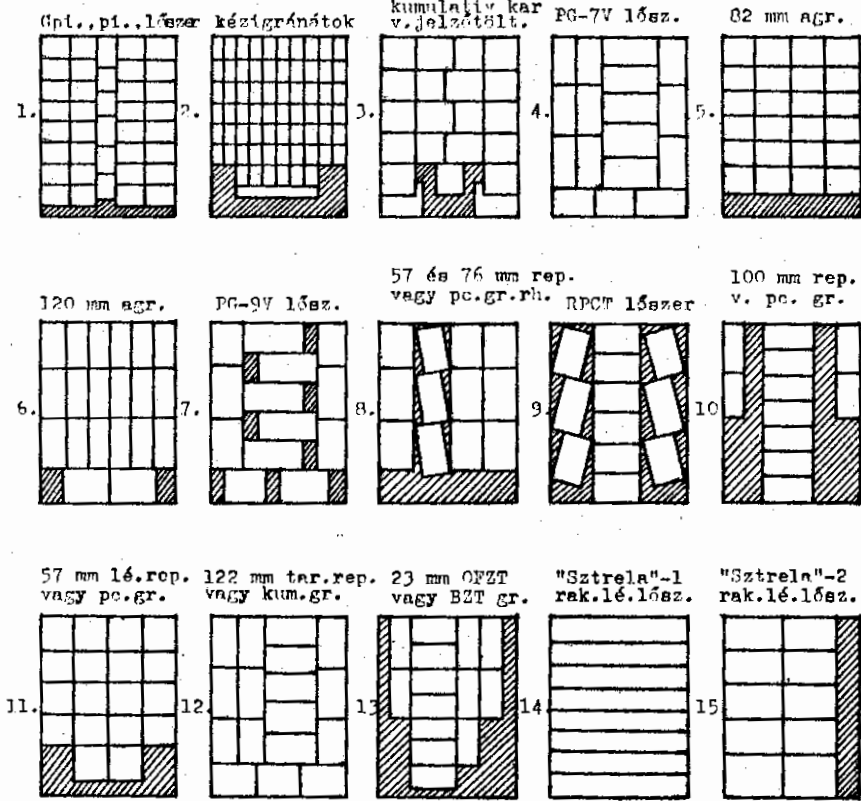 Gpi.,pi.,lőszer
1.
kézigránátok
2.
kumulativ kar
v.jelzőtölt.
3.
PG-7V lősz.
4.
82 mm agr.
5.
120 mm agr.
6.
PG-9V lősz.
7.
57 és 76 mm rep.
vagy pc.gr.rh.
8.
RPCT lőszer
9.
100 mm rep.
v. pc. gr.
10
57 mm lé.rep.
vagy pc.gr.
11.
122 mm tar.rep.
vagy kum.gr.
12.
23 mm OFZT
vagy BZT gr.
13
"Sztrela"-1
rak.lé.lősz.
14.
"Sztrela"-2
rak.lé.lősz.
15